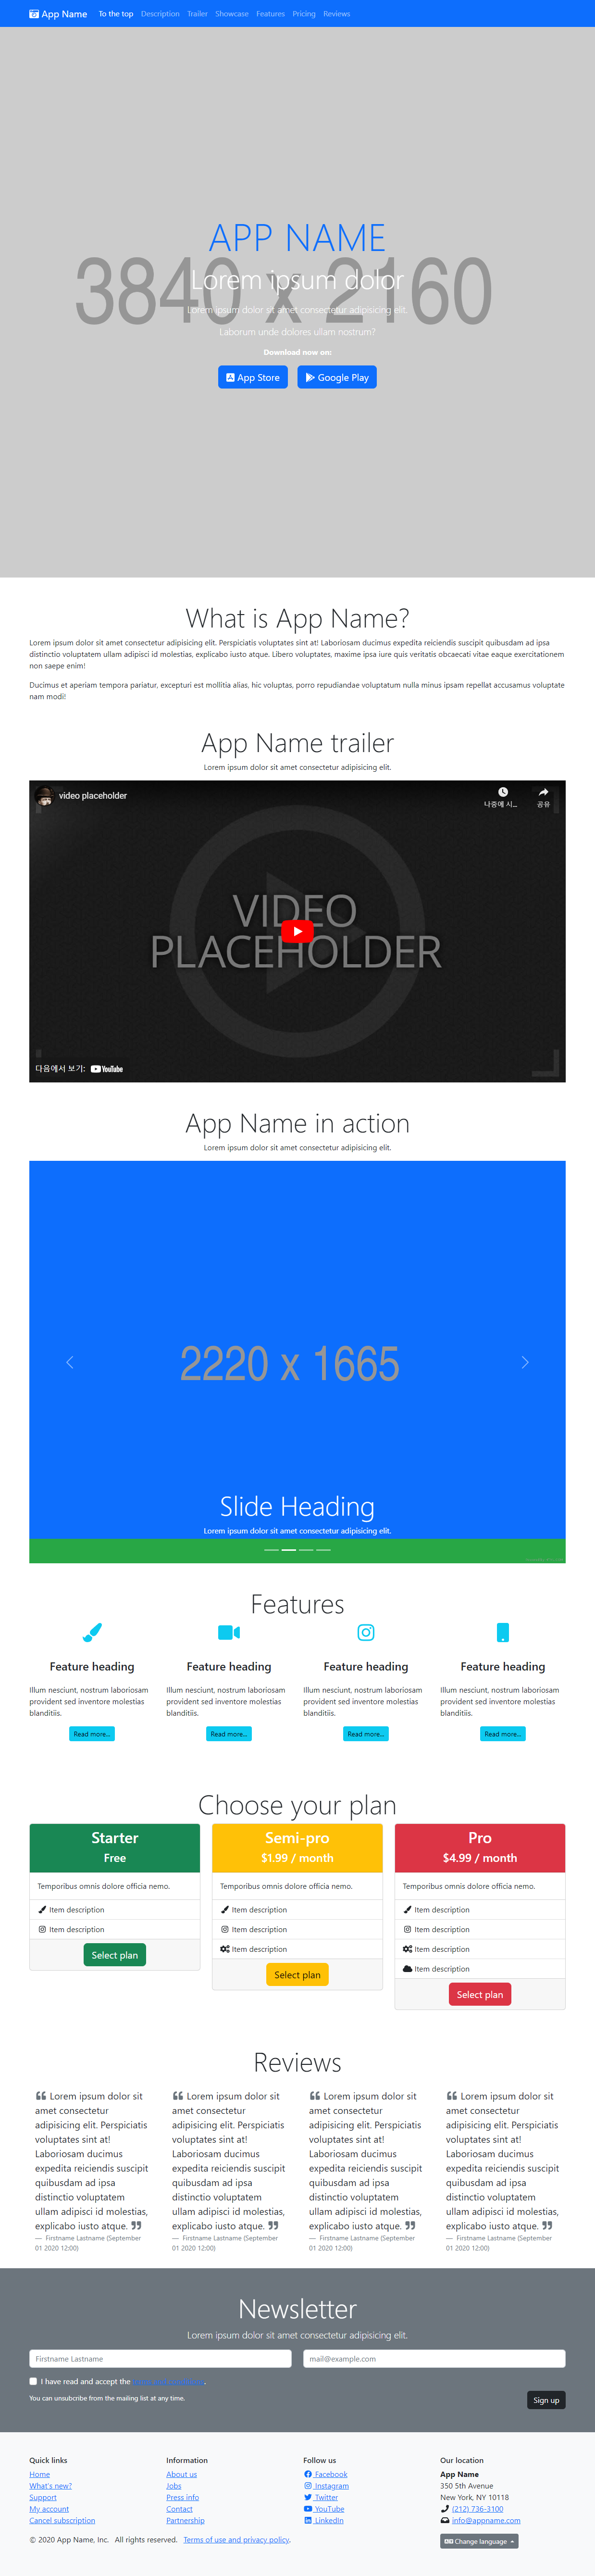 App Name To the top Description Trailer Showcase Features Pricing Reviews
APP NAME
3840 x 2160
Lorem ipsum dolor
Lorem ipsum dolor sit amet consectetur adipisicing elit.
Laborum unde dolores ullam nostrum?
Download now on:
App Store Google Play
What is App Name?
Lorem ipsum dolor sit amet consectetur adipisicing elit. Perspiciatis voluptates sint at! Laboriosam ducimus expedita reiciendis suscipit quibusdam ad ipsa
distinctio voluptatem ullam adipisci id molestias, explicabo iusto atque. Libero voluptates, maxime ipsa iure quis veritatis obcaecati vitae eaque exercitationem
non saepe enim!
Ducimus et aperiam tempora pariatur, excepturi est mollitia alias, hic voluptas, porro repudiandae voluptatum nulla minus ipsam repellat accusamus voluptate
nam modi!
App Name trailer
Lorem ipsum dolor sit amet consectetur adipisicing elit.
video placeholder
나중에 시... 공유
VIDEO
PLACEHOLDER
다음에서 보기: YouTube
App Name in action
Lorem ipsum dolor sit amet consectetur adipisicing elit.
2220 x 1665
Slide Heading
Lorem ipsum dolor sit amet consectetur adipisicing elit.
Features
Feature heading Feature heading Feature heading Feature heading
Illum nesciunt, nostrum laboriosam
provident sed inventore molestias
blanditiis.
Illum nesciunt, nostrum laboriosam
provident sed inventore molestias
blanditiis.
Illum nesciunt, nostrum laboriosam
provident sed inventore molestias
blanditiis.
Illum nesciunt, nostrum laboriosam
provident sed inventore molestias
blanditiis.
Read more... Read more... Read more... Read more...
Choose your plan
Starter
Free
Temporibus omnis dolore officia nemo.
Item description
Item description
Select plan
Semi-pro
$1.99 / month
Temporibus omnis dolore officia nemo.
Item description
Item description
Item description
Select plan
Pro
$4.99 / month
Temporibus omnis dolore officia nemo.
Item description
Item description
Item description
Item description
Select plan
Reviews
Lorem ipsum dolor sit
amet consectetur
adipisicing elit. Perspiciatis
voluptates sint at!
Laboriosam ducimus
expedita reiciendis suscipit
quibusdam ad ipsa
distinctio voluptatem
ullam adipisci id molestias,
explicabo iusto atque.
— Firstname Lastname (September
01 2020 12:00)
Lorem ipsum dolor sit
amet consectetur
adipisicing elit. Perspiciatis
voluptates sint at!
Laboriosam ducimus
expedita reiciendis suscipit
quibusdam ad ipsa
distinctio voluptatem
ullam adipisci id molestias,
explicabo iusto atque.
— Firstname Lastname (September
01 2020 12:00)
Lorem ipsum dolor sit
amet consectetur
adipisicing elit. Perspiciatis
voluptates sint at!
Laboriosam ducimus
expedita reiciendis suscipit
quibusdam ad ipsa
distinctio voluptatem
ullam adipisci id molestias,
explicabo iusto atque.
— Firstname Lastname (September
01 2020 12:00)
Lorem ipsum dolor sit
amet consectetur
adipisicing elit. Perspiciatis
voluptates sint at!
Laboriosam ducimus
expedita reiciendis suscipit
quibusdam ad ipsa
distinctio voluptatem
ullam adipisci id molestias,
explicabo iusto atque.
— Firstname Lastname (September
01 2020 12:00)
Newsletter
Lorem ipsum dolor sit amet consectetur adipisicing elit.
Firstname Lastname mail@example.com
I have read and accept the
You can unsubcribe from the mailing list at any time.
Sign up
Quick links
Home
What's new?
Support
My account
Cancel subscription
Information
About us
Jobs
Press info
Contact
Partnership
Follow us
Facebook
Instagram
Twitter
YouTube
LinkedIn
Our location
App Name
350 5th Avenue
New York, NY 10118
(212) 736-3100
info@appname.com
© 2020 App Name, Inc. All rights reserved. Terms of use and privacy policy.
Change language